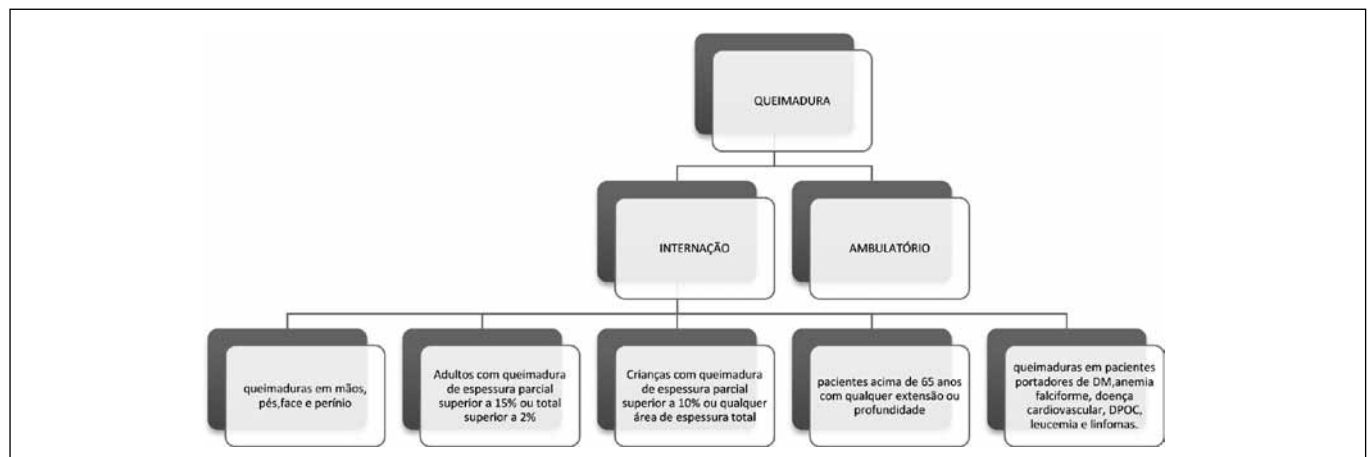 QUEIMADURA
INTERNAÇÃO
AMBULATÓRIO
queimaduras em mãos,
pés,face e períneo
Adultos com queimadura
de espessura parcial
superior a 15% ou total
superior a 2%
Crianças com queimadura
de espessura parcial
superior a 10% ou qualquer
área de espessura total
pacientes acima de 65 anos
com qualquer extensão ou
profundidade
queimaduras em pacientes
portadores de DM,anemia
falciforme, doença
cardiovascular, DPOC,
leucemia e linfomas.